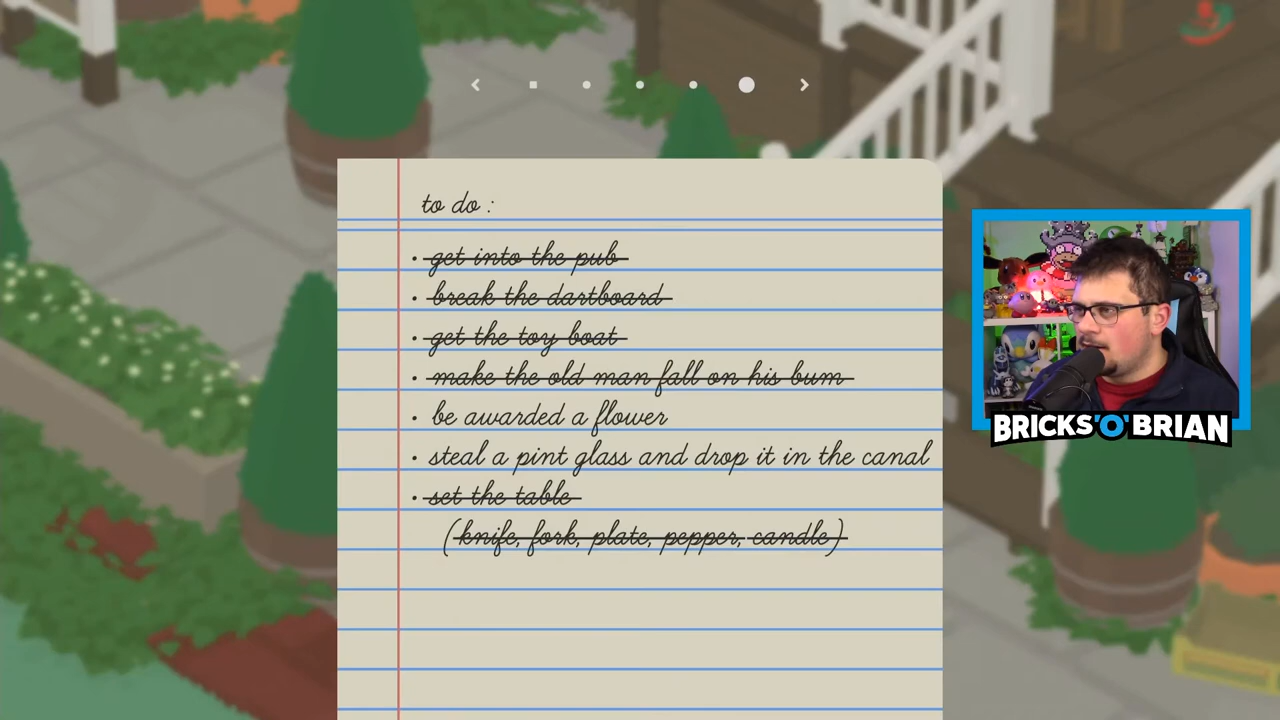 to do :
• get into the pub
• break the dartboard
• get the toy boat
• make the old man fall on his bum
• be awarded a flower
• steal a pint glass and drop it in the canal
• set the table
(knife, fork, plate, pepper, candle)
BRICKS'O'BRIAN